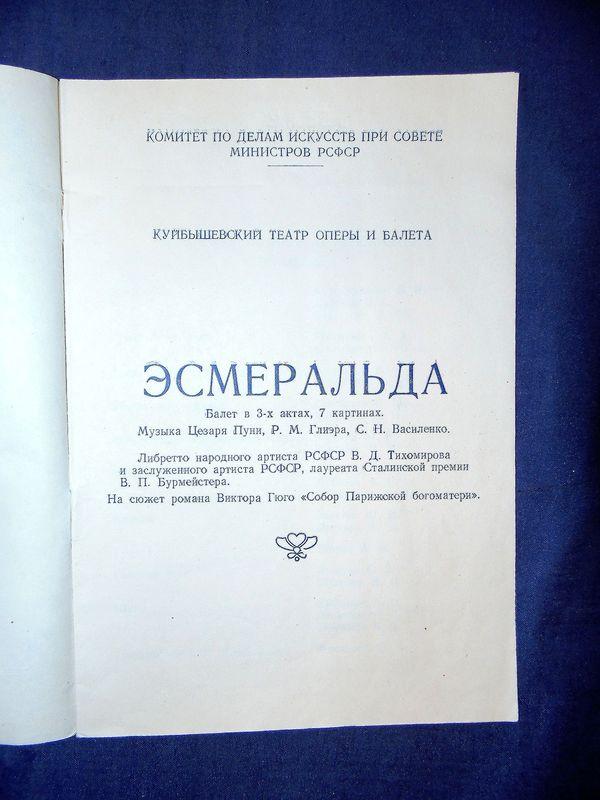 КОМИТЕТ ПО ДЕЛАМ ИСКУССТВ ПРИ СОВЕТЕ
МИНИСТРОВ РСФСР
КУЙБЫШЕВСКИЙ ТЕАТР ОПЕРЫ И БАЛЕТА
ЭСМЕРАЛЬДА
Балет в 3-х актах, 7 картинах.
Музыка Цезаря Пуни, Р. М. Глиэра, С. Н. Василенко.
Либретто народного артиста РСФСР В. Д. Тихомирова
и заслуженного артиста РСФСР, лауреата Сталинской премии
В. П. Бурмейстера.
На сюжет романа Виктора Гюго «Собор Парижской богоматери».